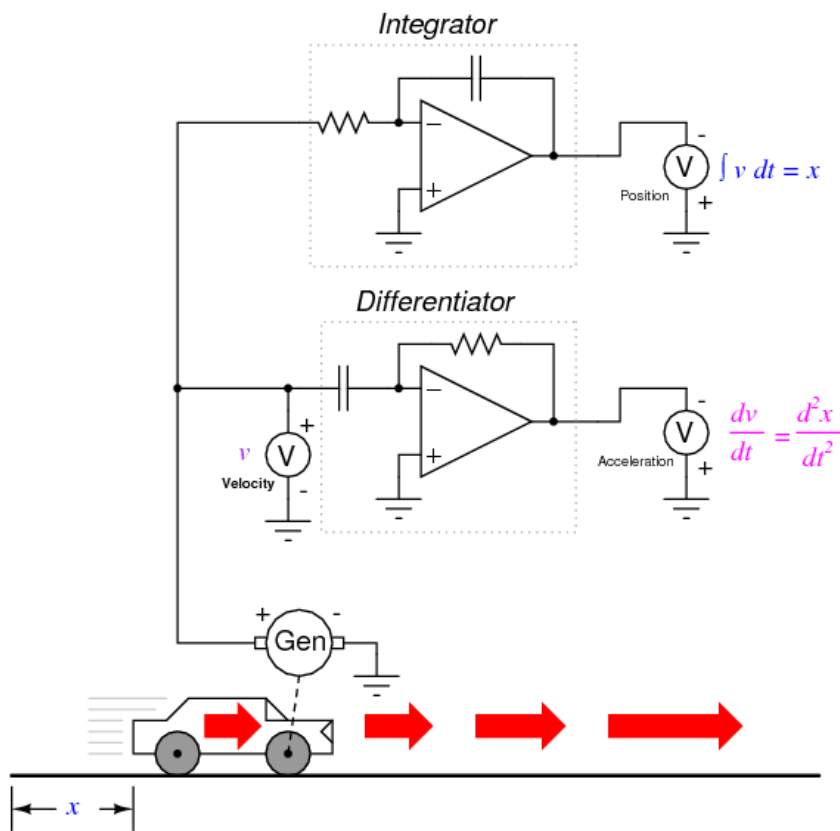 Integrator
−
+
-
V
+
Position
∫ v dt = x
Differentiator
−
+
+
V
-
v
Velocity
-
V
+
Acceleration
dv/dt = d²x/dt²
+
-
Gen
x